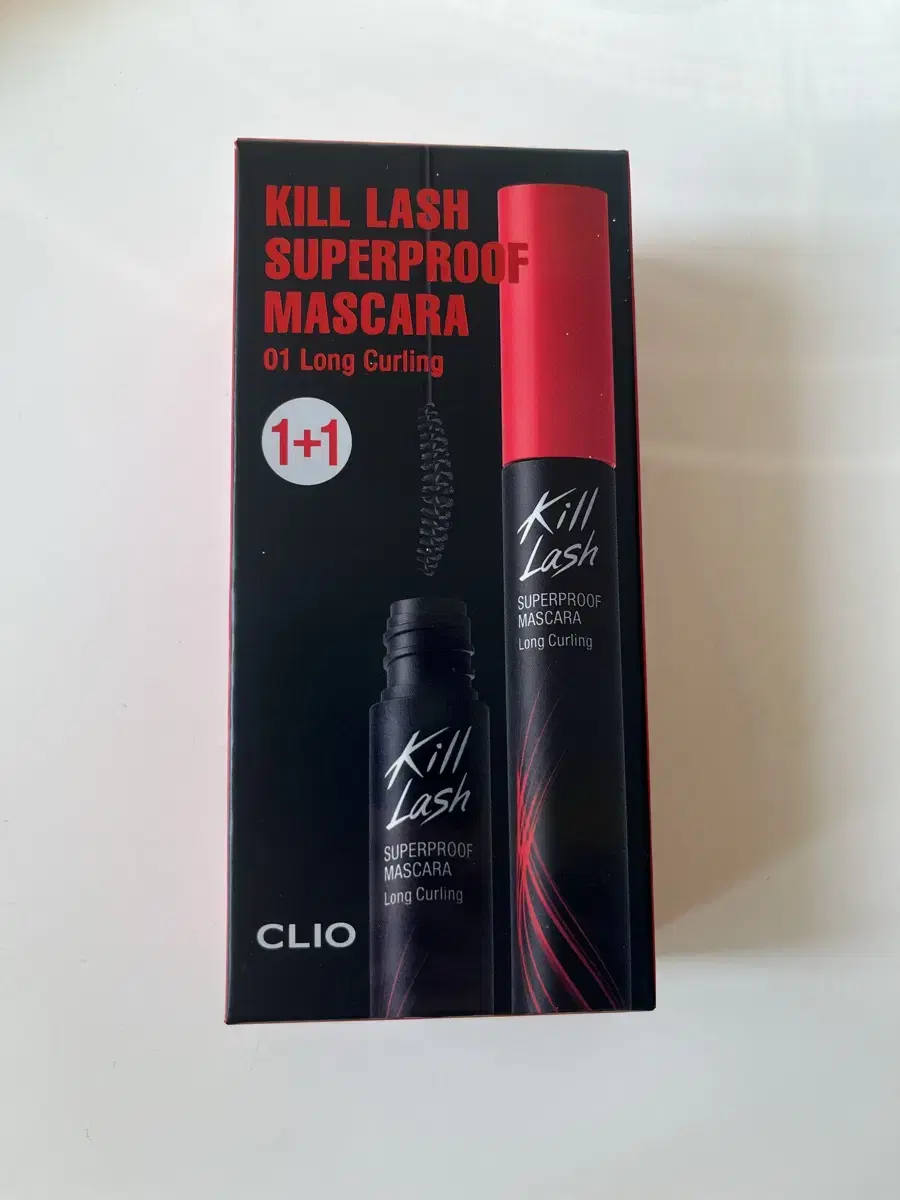 KILL LASH
SUPERPROOF
MASCARA
01 Long Curling
1+1
Kill
Lash
SUPERPROOF
MASCARA
Long Curling
Kill
Lash
SUPERPROOF
MASCARA
Long Curling
CLIO